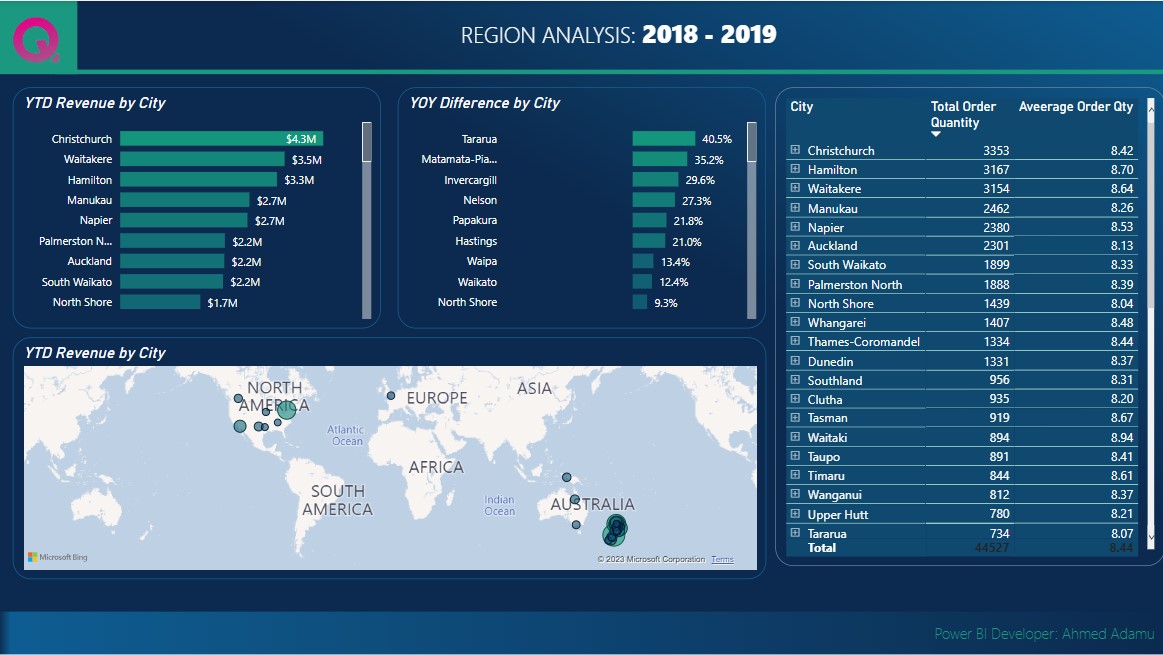 REGION ANALYSIS: 2018 - 2019
YTD Revenue by City
Christchurch $4.3M
Waitakere $3.5M
Hamilton $3.3M
Manukau $2.7M
Napier $2.7M
Palmerston N... $2.2M
Auckland $2.2M
South Waikato $2.2M
North Shore $1.7M
YOY Difference by City
Tararua 40.5%
Matamata-Pia... 35.2%
Invercargill 29.6%
Nelson 27.3%
Papakura 21.8%
Hastings 21.0%
Waipa 13.4%
Waikato 12.4%
North Shore 9.3%
YTD Revenue by City
NORTH
AMERICA
EUROPE
ASIA
Atlantic
Ocean
AFRICA
SOUTH
AMERICA
Indian
Ocean
AUSTRALIA
Microsoft Bing
© 2023 Microsoft Corporation Terms
City Total Order Quantity Aveerage Order Qty
Christchurch 3353 8.42
Hamilton 3167 8.70
Waitakere 3154 8.64
Manukau 2462 8.26
Napier 2380 8.53
Auckland 2301 8.13
South Waikato 1899 8.33
Palmerston North 1888 8.39
North Shore 1439 8.04
Whangarei 1407 8.48
Thames-Coromandel 1334 8.44
Dunedin 1331 8.37
Southland 956 8.31
Clutha 935 8.20
Tasman 919 8.67
Waitaki 894 8.94
Taupo 891 8.41
Timaru 844 8.61
Wanganui 812 8.37
Upper Hutt 780 8.21
Tararua 734 8.07
Total 44527 8.44
Power BI Developer: Ahmed Adamu